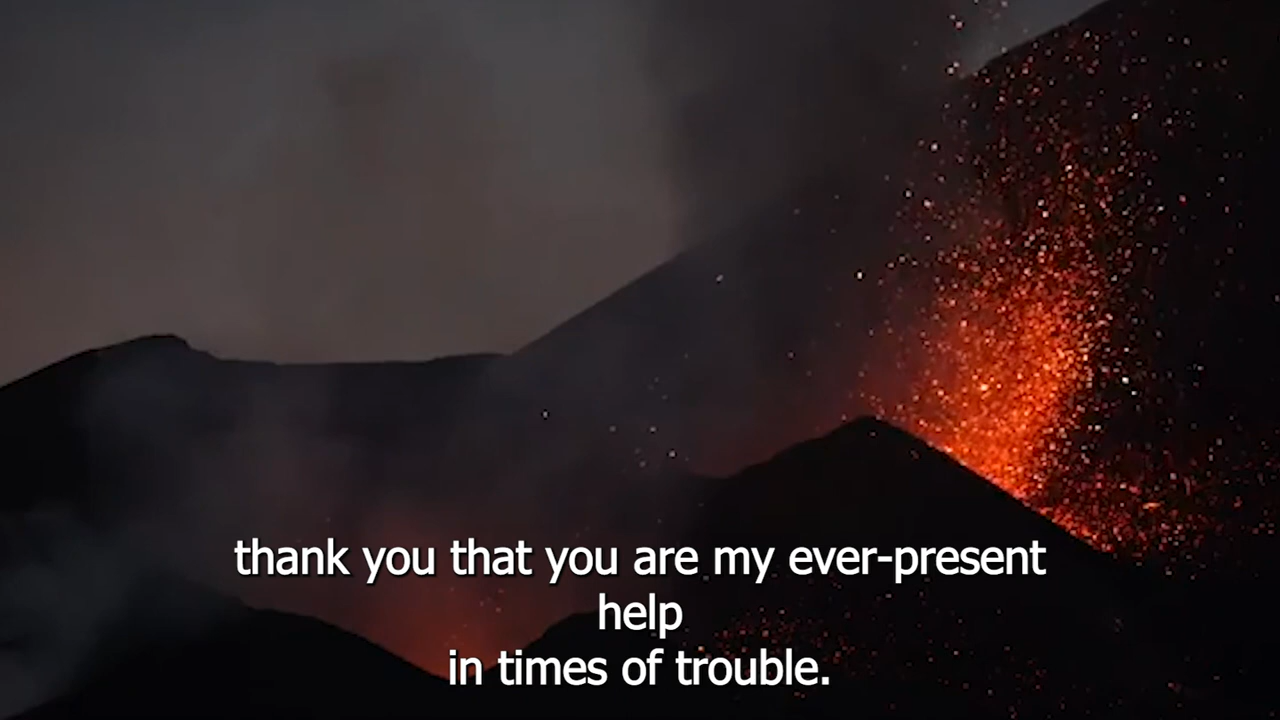 thank you that you are my ever-present
help
in times of trouble.